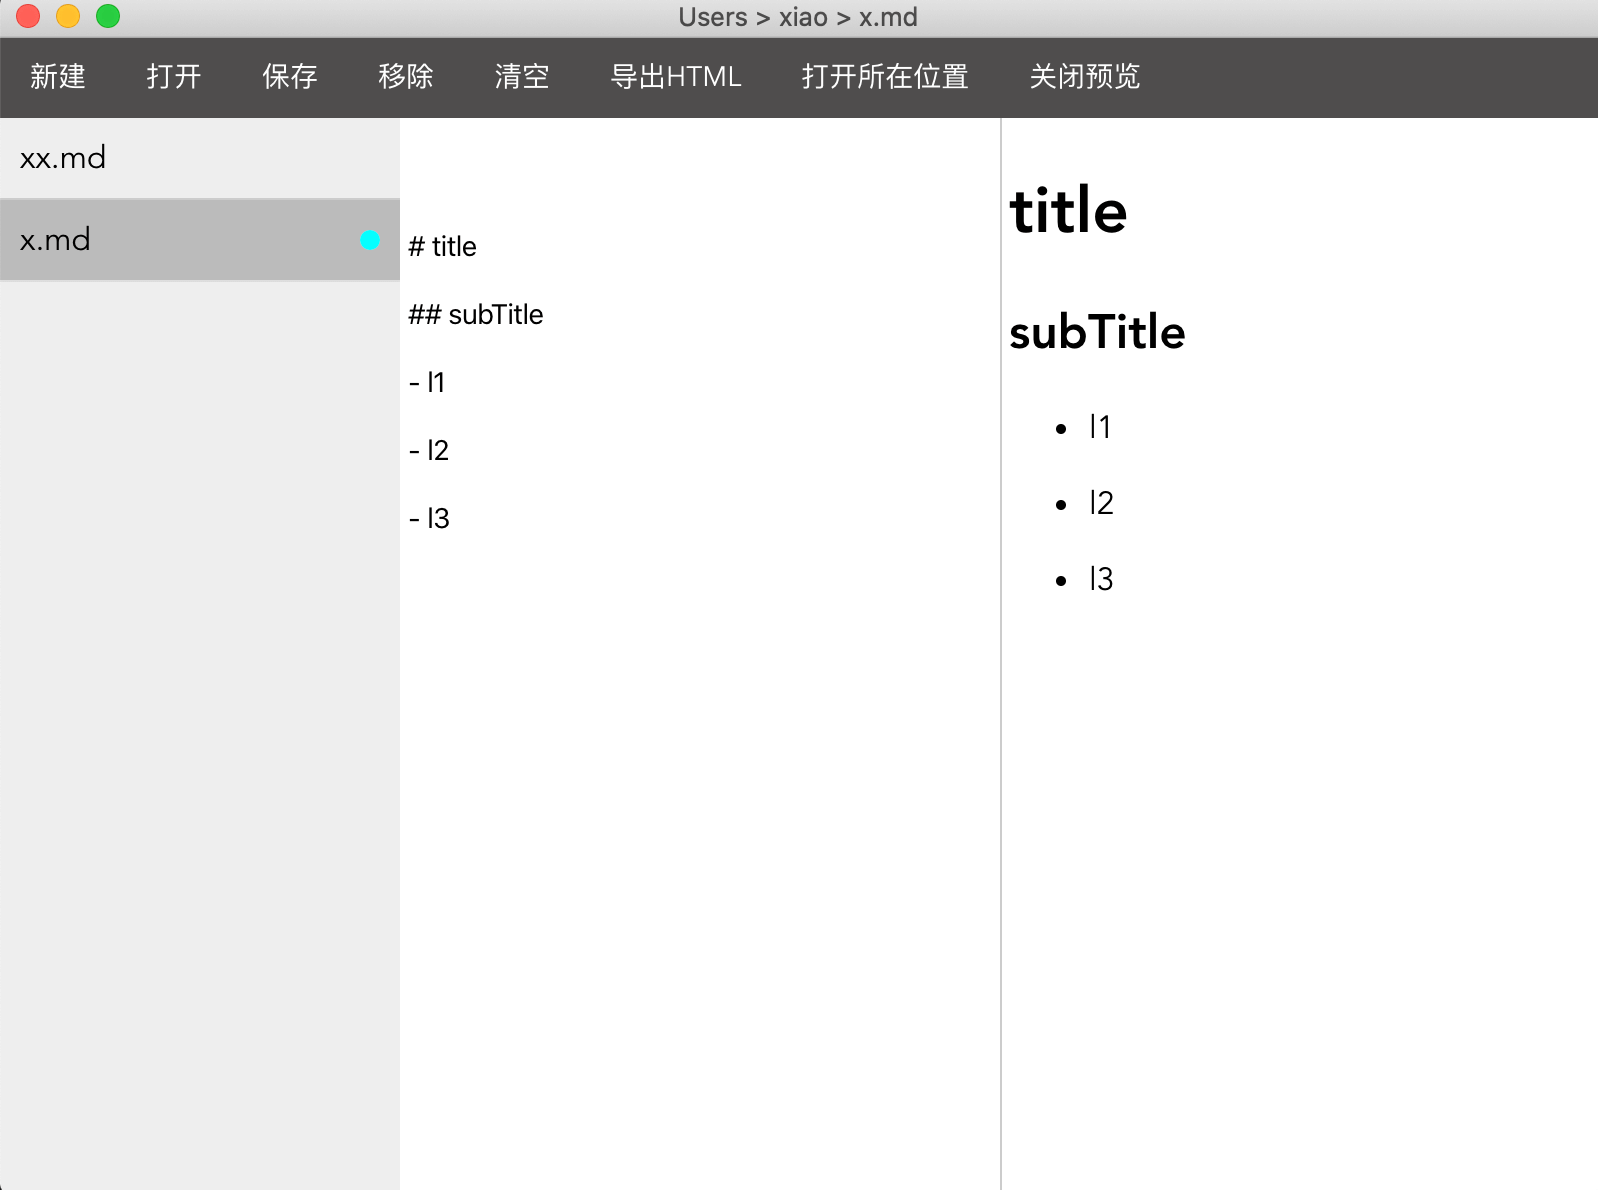 Users > xiao > x.md
新建 打开 保存 移除 清空 导出HTML 打开所在位置 关闭预览
xx.md
x.md
# title
## subTitle
- l1
- l2
- l3
title
subTitle
• l1
• l2
• l3